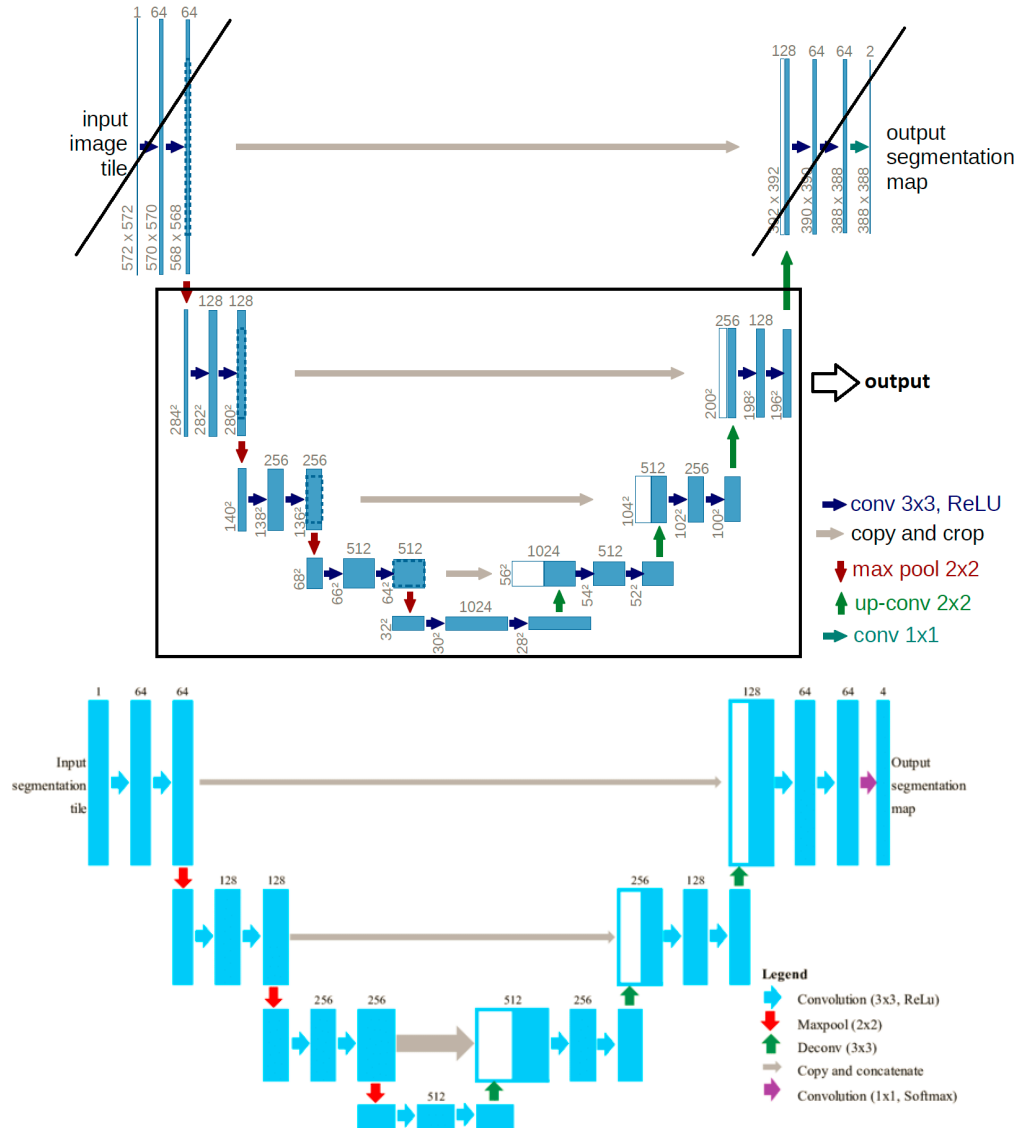 1 64 64
128 64 64 2
input
image
tile
output
segmentation
map
572 x 572
570 x 570
568 x 568
392 x 392
390 x 390
388 x 388
388 x 388
128 128
256 128
284²
282²
280²
200²
198²
196²
output
256 256
512 256
140²
138²
136²
104²
102²
100²
512 512
1024 512
68²
66²
64²
56²
54²
52²
1024
32²
30²
28²
conv 3x3, ReLU
copy and crop
max pool 2x2
up-conv 2x2
conv 1x1
1 64 64
128 64 64 4
Input
segmentation
tile
Output
segmentation
map
128 128
256 128
256 256
512 256
512
Legend
Convolution (3x3, ReLu)
Maxpool (2x2)
Deconv (3x3)
Copy and concatenate
Convolution (1x1, Softmax)